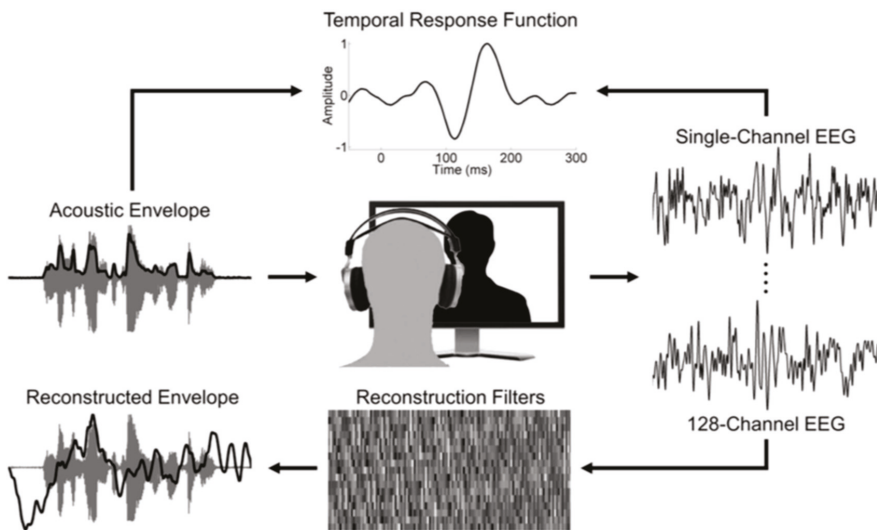 Temporal Response Function
1
Amplitude
0
-1
0
100
200
300
Time (ms)
Single-Channel EEG
Acoustic Envelope
Reconstructed Envelope
Reconstruction Filters
128-Channel EEG